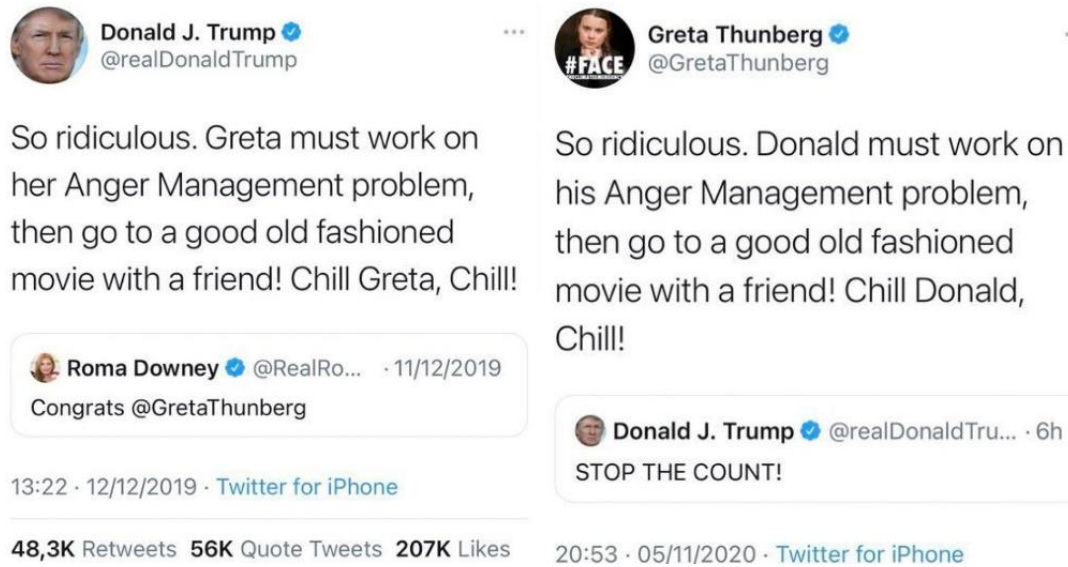 Donald J. Trump
@realDonaldTrump
So ridiculous. Greta must work on
her Anger Management problem,
then go to a good old fashioned
movie with a friend! Chill Greta, Chill!
Roma Downey @RealRo... · 11/12/2019
Congrats @GretaThunberg
13:22 · 12/12/2019 · Twitter for iPhone
48,3K Retweets 56K Quote Tweets 207K Likes
#FACE
Greta Thunberg
@GretaThunberg
So ridiculous. Donald must work on
his Anger Management problem,
then go to a good old fashioned
movie with a friend! Chill Donald,
Chill!
Donald J. Trump @realDonaldTru... · 6h
STOP THE COUNT!
20:53 · 05/11/2020 · Twitter for iPhone